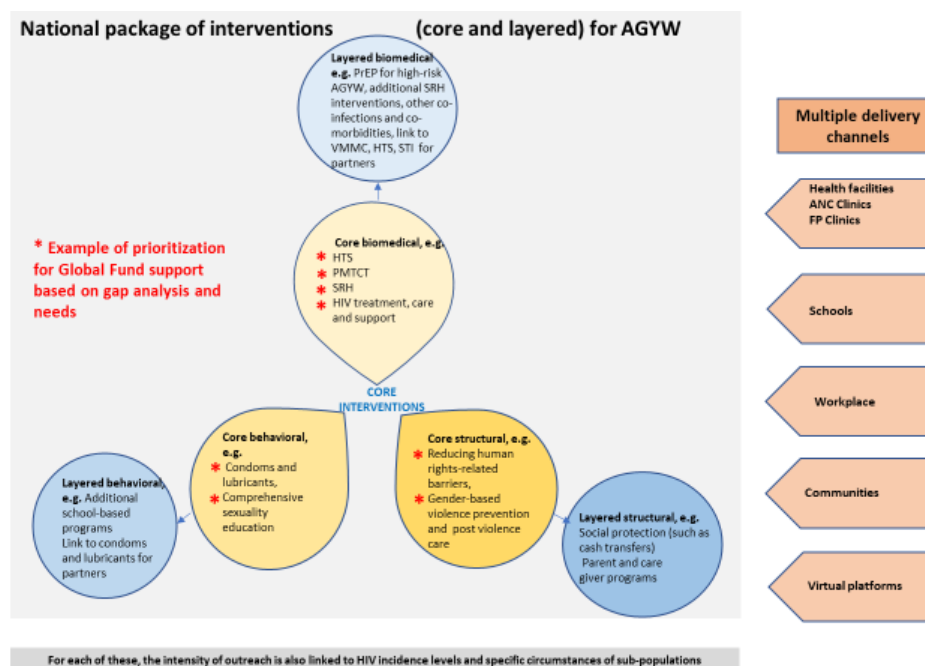 National package of interventions (core and layered) for AGYW
Layered biomedical
e.g. PrEP for high-risk
AGYW, additional SRH
interventions, other co-
infections and co-
morbidities, link to
VMMC, HTS, STI for
partners
* Example of prioritization
for Global Fund support
based on gap analysis and
needs
Core biomedical, e.g.
* HTS
* PMTCT
* SRH
* HIV treatment, care
and support
CORE
INTERVENTIONS
Core behavioral,
e.g.
* Condoms and
lubricants,
* Comprehensive
sexuality
education
Layered behavioral,
e.g. Additional
school-based
programs
Link to condoms
and lubricants for
partners
Core structural, e.g.
* Reducing human
rights-related
barriers,
* Gender-based
violence prevention
and post violence
care
Layered structural, e.g.
Social protection (such as
cash transfers)
Parent and care
giver programs
Multiple delivery
channels
Health facilities
ANC Clinics
FP Clinics
Schools
Workplace
Communities
Virtual platforms
For each of these, the intensity of outreach is also linked to HIV incidence levels and specific circumstances of sub-populations